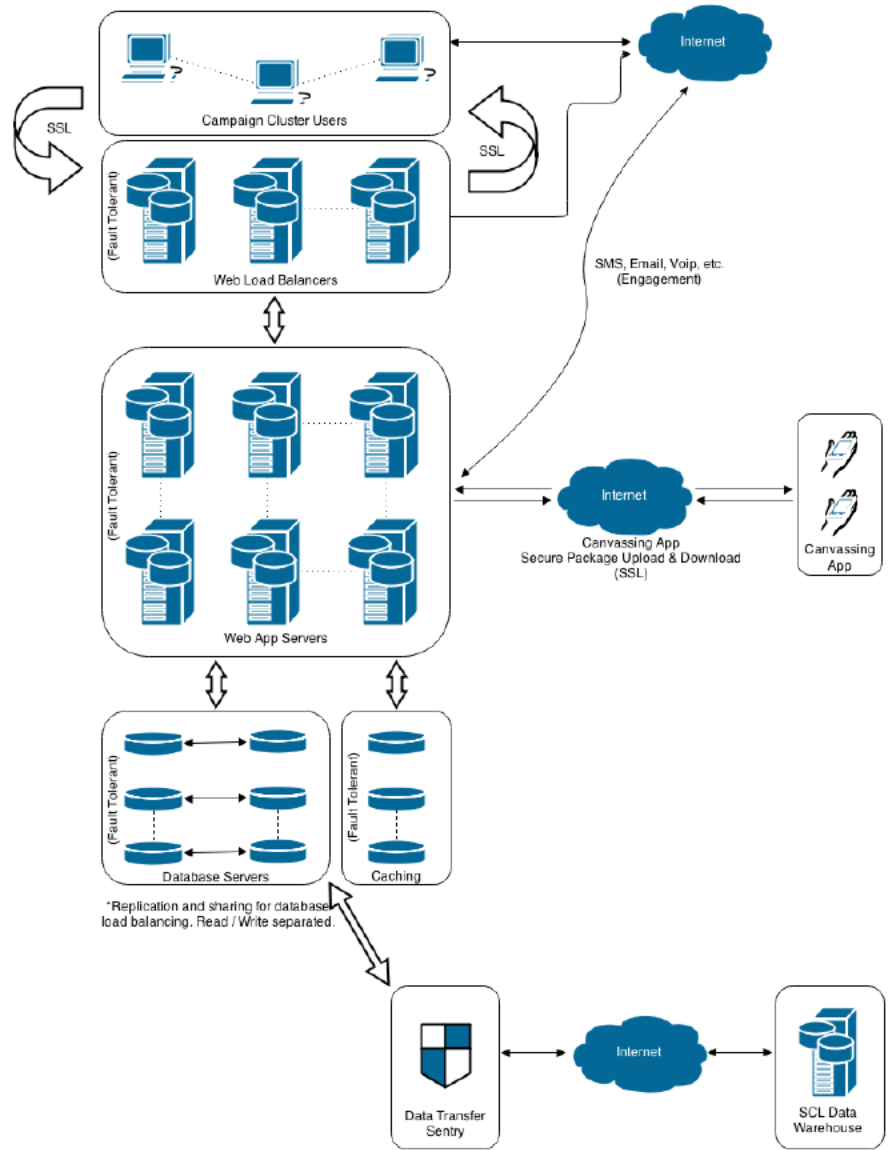 Internet
Campaign Cluster Users
SSL
SSL
(Fault Tolerant)
Web Load Balancers
SMS, Email, Voip, etc.
(Engagement)
(Fault Tolerant)
Web App Servers
Internet
Canvassing App
Secure Package Upload & Download
(SSL)
Canvassing
App
(Fault Tolerant)
Database Servers
(Fault Tolerant)
Caching
*Replication and sharing for database
load balancing. Read / Write separated.
Data Transfer
Sentry
Internet
SCL Data
Warehouse